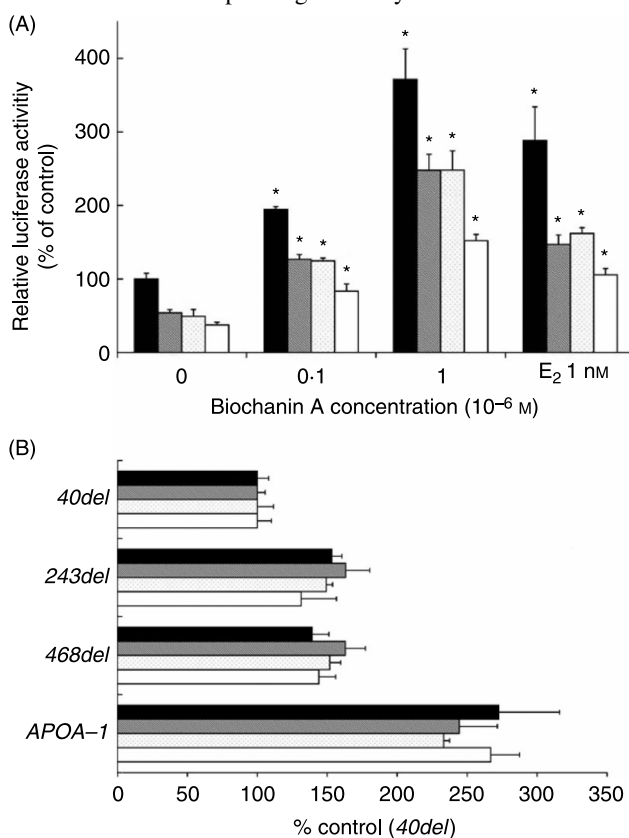 (A)
400
300
200
100
0
Relative luciferase activitiy
(% of control)
* * * * * * * * * * * *
0 0·1 1 E₂ 1 nM
Biochanin A concentration (10⁻⁶ M)
(B)
40del
243del
468del
APOA–1
0 50 100 150 200 250 300 350
% control (40del)